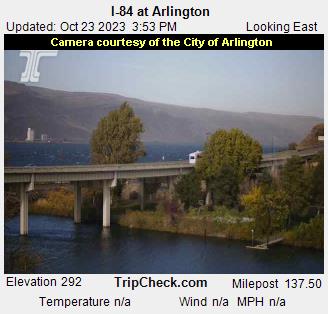 I-84 at Arlington
Updated: Oct 23 2023 3:53 PM Looking East
Camera courtesy of the City of Arlington
Elevation 292 TripCheck.com Milepost 137.50
Temperature n/a Wind n/a MPH n/a